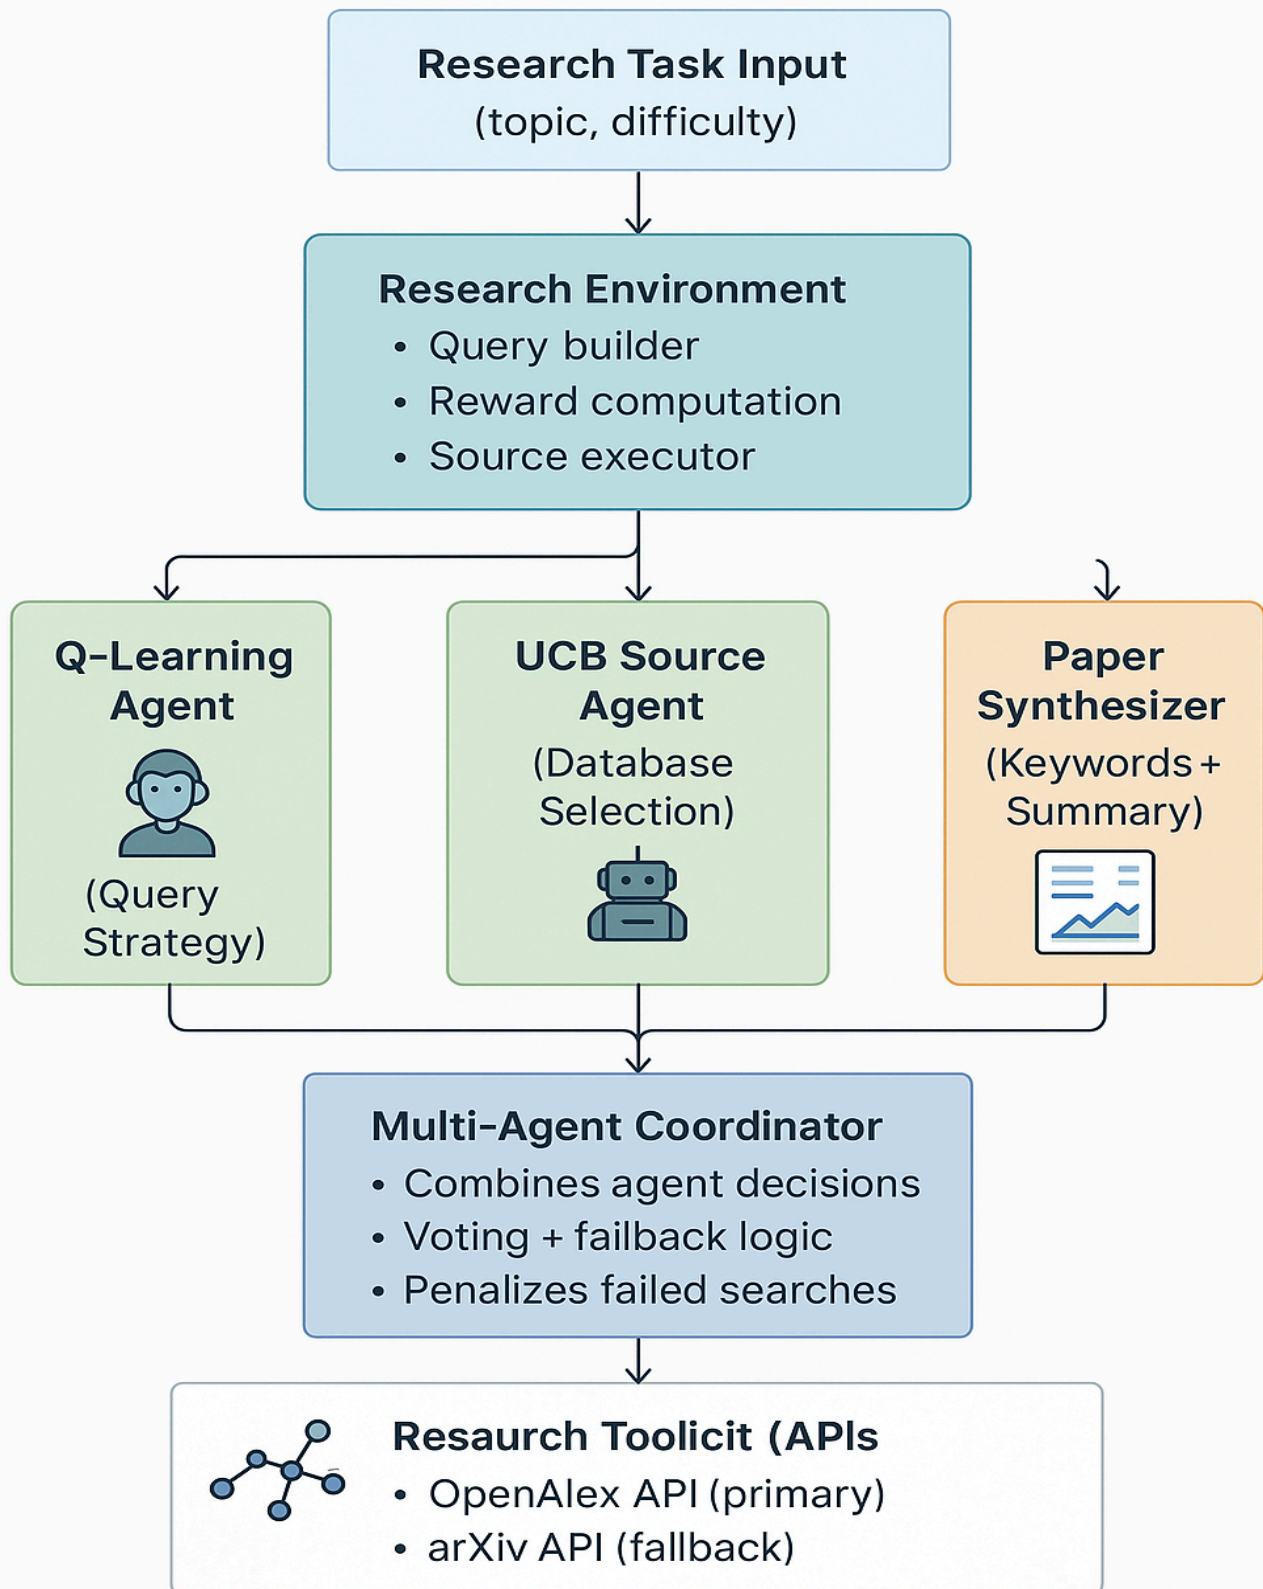 Research Task Input
(topic, difficulty)
Research Environment
• Query builder
• Reward computation
• Source executor
Q-Learning
Agent
(Query
Strategy)
UCB Source
Agent
(Database
Selection)
Paper
Synthesizer
(Keywords +
Summary)
Multi-Agent Coordinator
• Combines agent decisions
• Voting + failback logic
• Penalizes failed searches
Resaurch Toolicit (APIs
• OpenAlex API (primary)
• arXiv API (fallback)